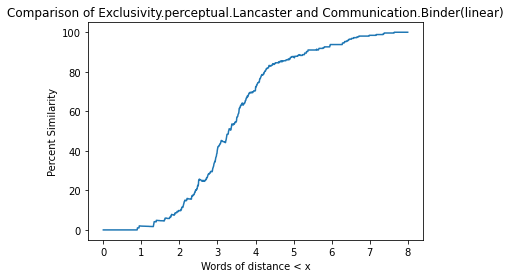 Comparison of Exclusivity.perceptual.Lancaster and Communication.Binder(linear)
100
80
60
40
20
0
Percent Similarity
0 1 2 3 4 5 6 7 8
Words of distance < x